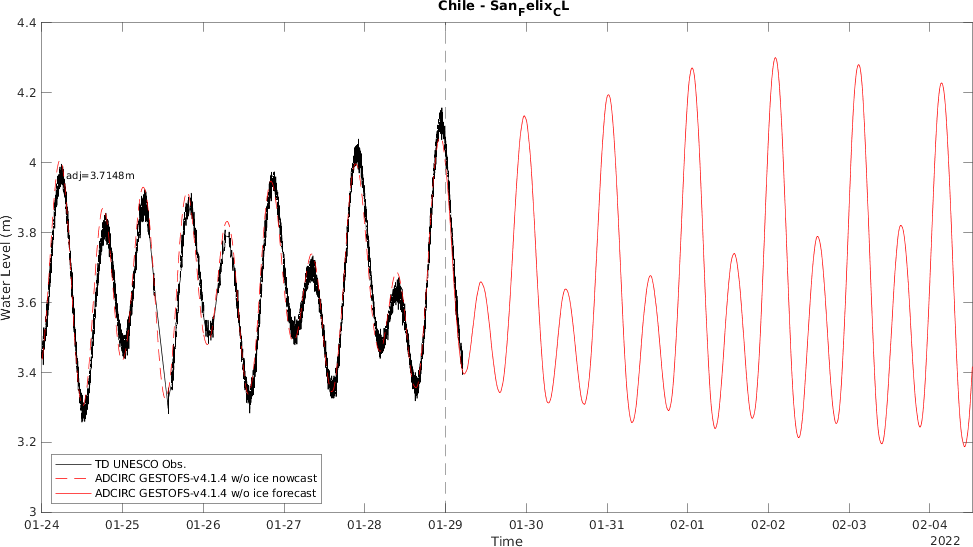 Chile - SanFelixCL
4.4
4.2
4
3.8
3.6
3.4
3.2
3
Water Level (m)
adj=3.7148m
TD UNESCO Obs.
ADCIRC GESTOFS-v4.1.4 w/o ice nowcast
ADCIRC GESTOFS-v4.1.4 w/o ice forecast
01-24 01-25 01-26 01-27 01-28 01-29 01-30 01-31 02-01 02-02 02-03 02-04
Time
2022